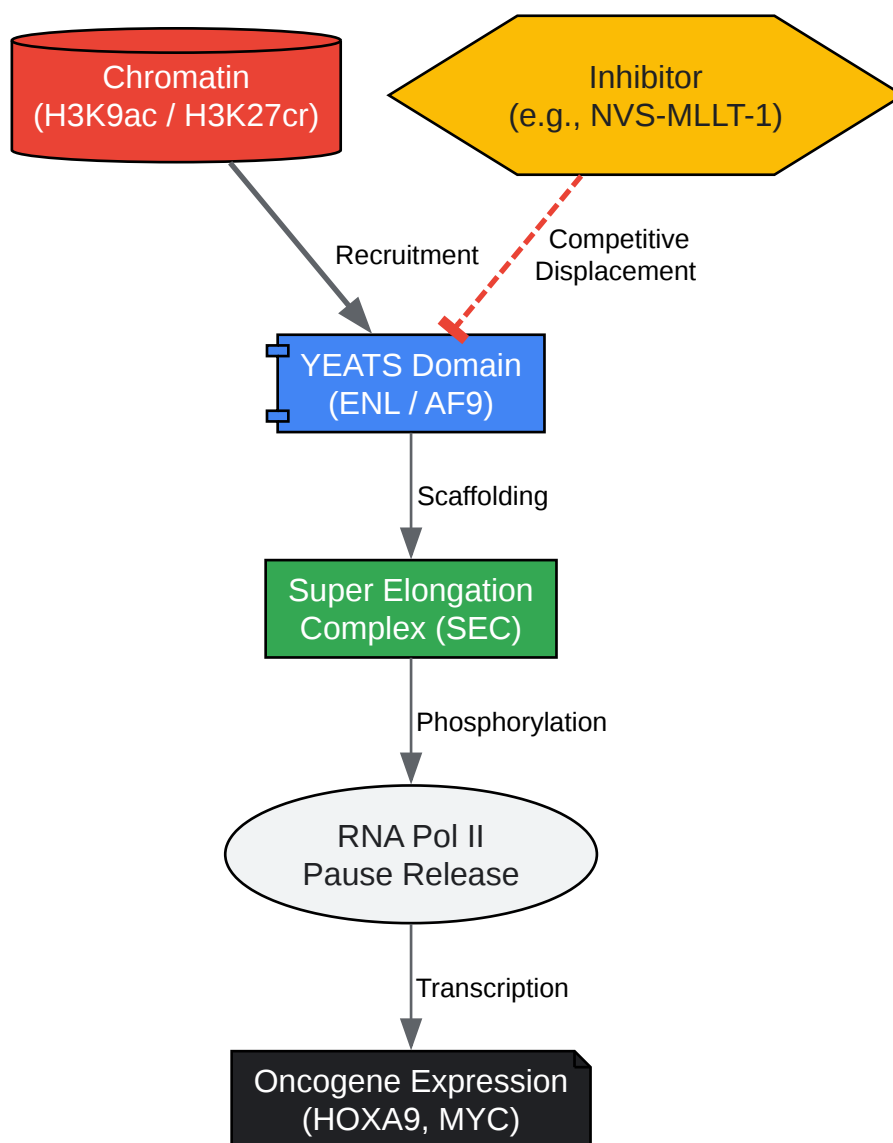 Chromatin
(H3K9ac / H3K27cr)
Inhibitor
(e.g., NVS-MLLT-1)
Recruitment
Competitive
Displacement
YEATS Domain
(ENL / AF9)
Scaffolding
Super Elongation
Complex (SEC)
Phosphorylation
RNA Pol II
Pause Release
Transcription
Oncogene Expression
(HOXA9, MYC)